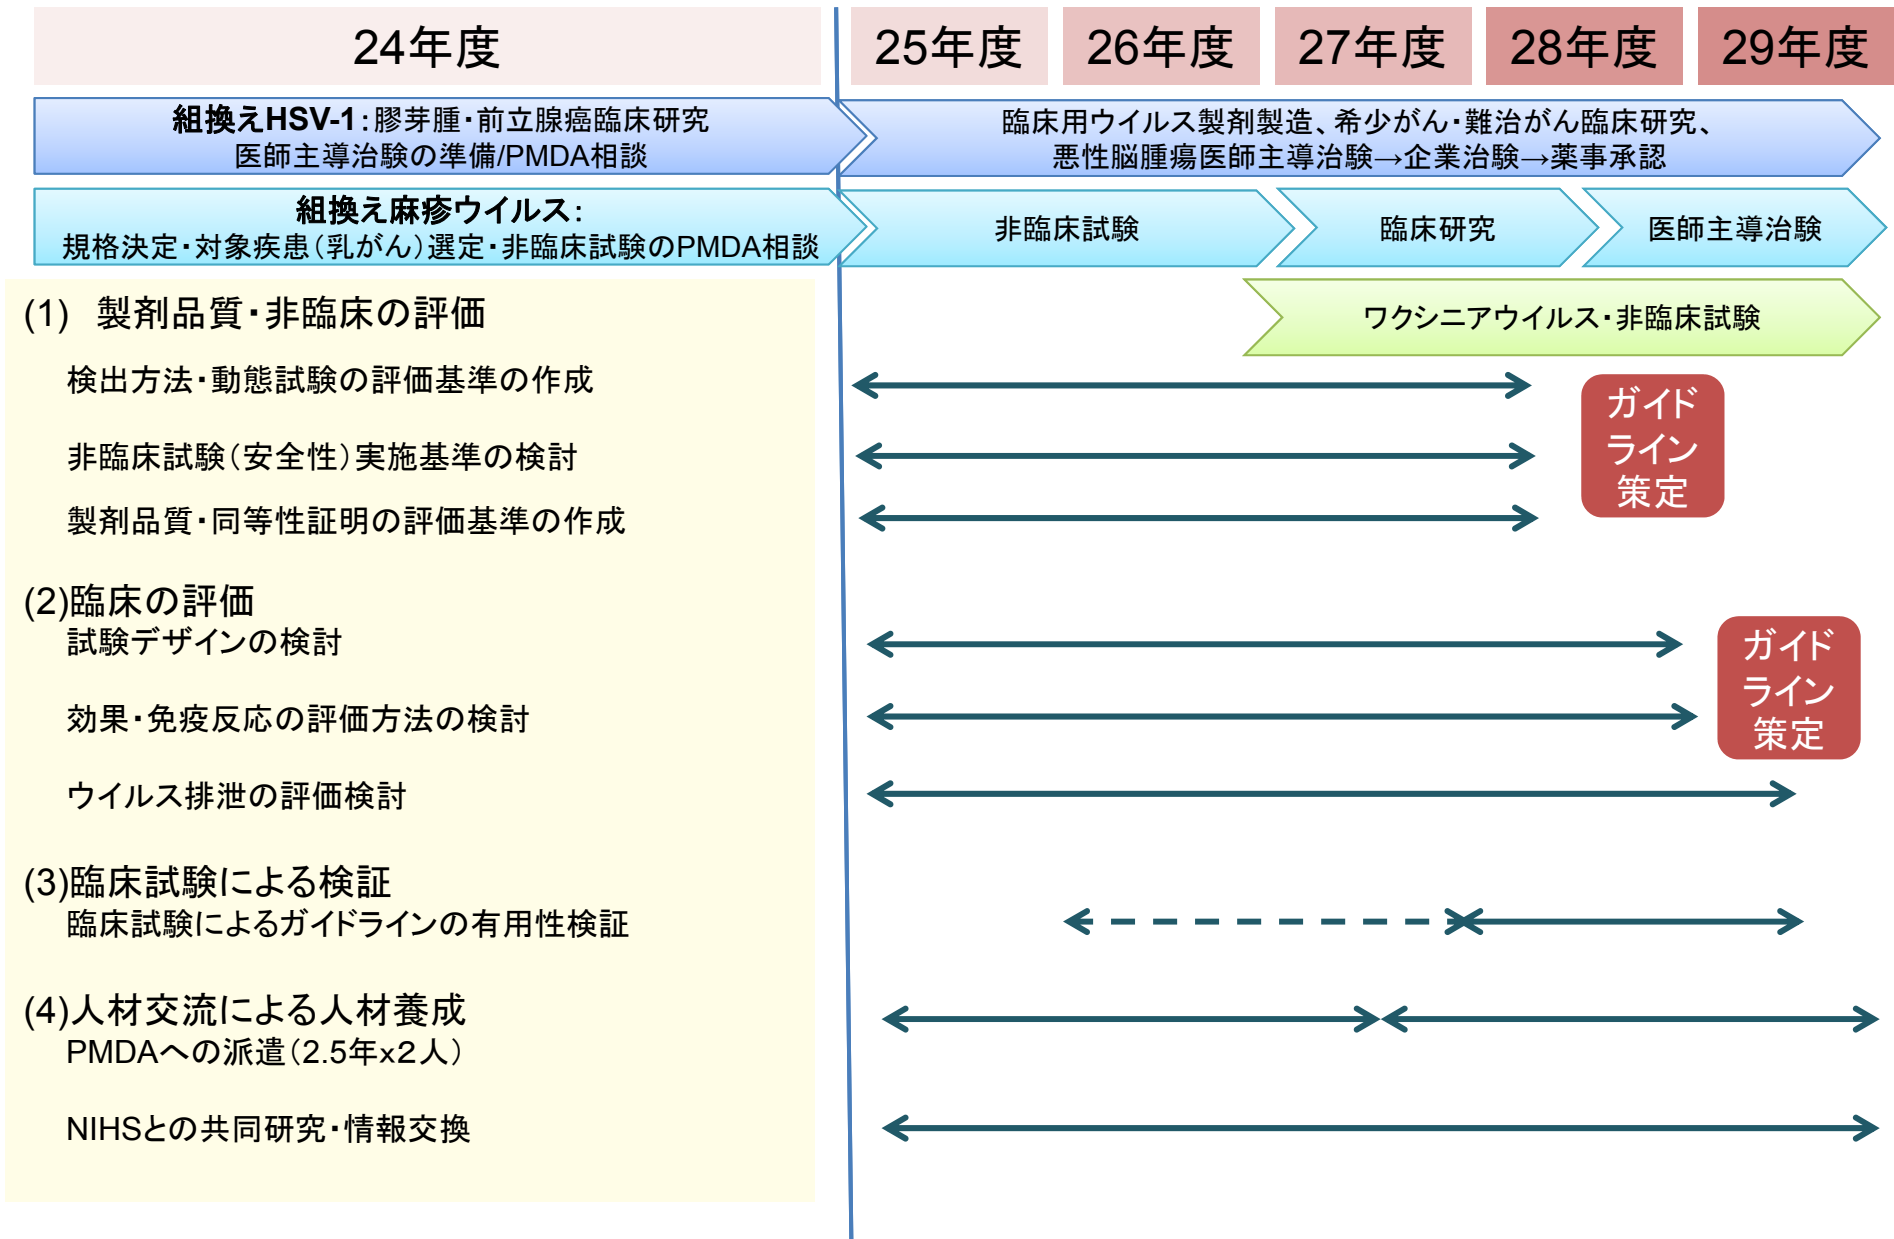 24年度
25年度
26年度
27年度
28年度
29年度
組換えHSV-1:膠芽腫・前立腺癌臨床研究
医師主導治験の準備/PMDA相談
臨床用ウイルス製剤製造、希少がん・難治がん臨床研究、
悪性脳腫瘍医師主導治験→企業治験→薬事承認
組換え麻疹ウイルス:
規格決定・対象疾患(乳がん)選定・非臨床試験のPMDA相談
非臨床試験
臨床研究
医師主導治験
(1) 製剤品質・非臨床の評価
ワクシニアウイルス・非臨床試験
検出方法・動態試験の評価基準の作成
非臨床試験(安全性)実施基準の検討
製剤品質・同等性証明の評価基準の作成
ガイド
ライン
策定
(2)臨床の評価
試験デザインの検討
効果・免疫反応の評価方法の検討
ウイルス排泄の評価検討
ガイド
ライン
策定
(3)臨床試験による検証
臨床試験によるガイドラインの有用性検証
(4)人材交流による人材養成
PMDAへの派遣(2.5年x2人)
NIHSとの共同研究・情報交換